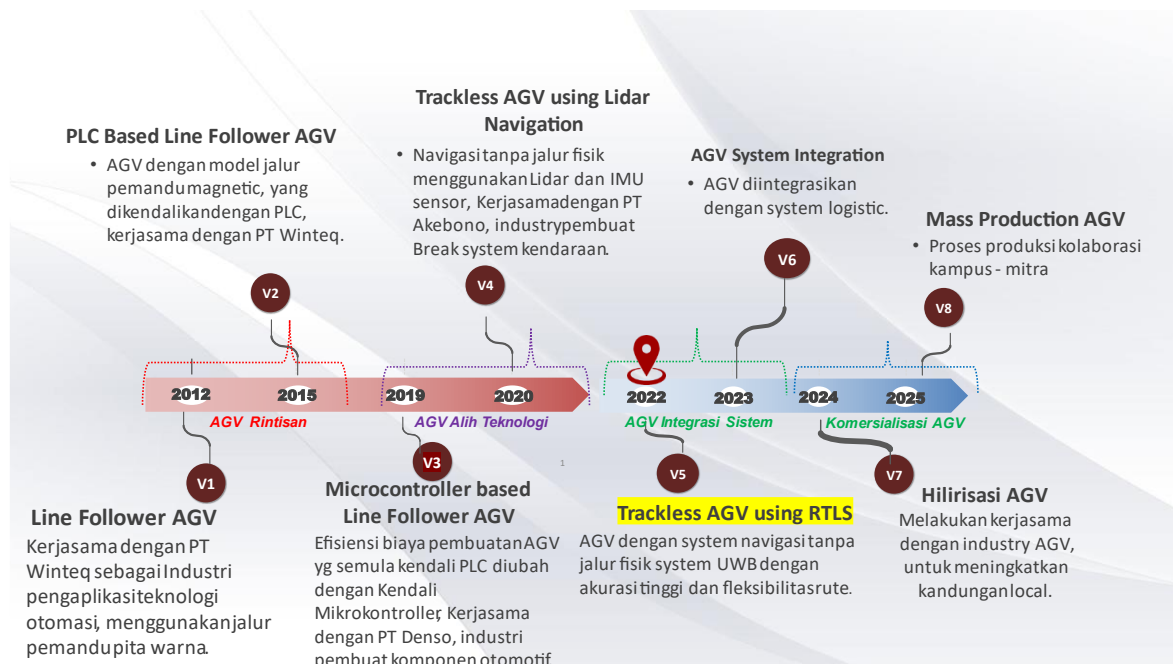 PLC Based Line Follower AGV
• AGV dengan model jalur
pemandu magnetic, yang
dikendalikan dengan PLC,
kerjasama dengan PT Winteq.
V2
Trackless AGV using Lidar
Navigation
• Navigasi tanpa jalur fisik
menggunakan Lidar dan IMU
sensor, Kerjasama dengan PT
Akebono, industry pembuat
Break system kendaraan.
V4
AGV System Integration
• AGV diintegrasikan
dengan system logistic.
V6
Mass Production AGV
• Proses produksi kolaborasi
kampus - mitra
V8
2012
2015
2019
2020
2022
2023
2024
2025
AGV Rintisan
AGV Alih Teknologi
AGV Integrasi Sistem
Komersialisasi AGV
1
V1
Line Follower AGV
Kerjasama dengan PT
Winteq sebagai Industri
pengaplikasi teknologi
otomasi, menggunakan jalur
pemandu pita warna.
V3
Microcontroller based
Line Follower AGV
Efisiensi biaya pembuatan AGV
yg semula kendali PLC diubah
dengan Kendali
Mikrokontroller, Kerjasama
dengan PT Denso, industri
pembuat komponen otomotif
V5
Trackless AGV using RTLS
AGV dengan system navigasi tanpa
jalur fisik system UWB dengan
akurasi tinggi dan fleksibilitas rute.
V7
Hilirisasi AGV
Melakukan kerjasama
dengan industry AGV,
untuk meningkatkan
kandungan local.